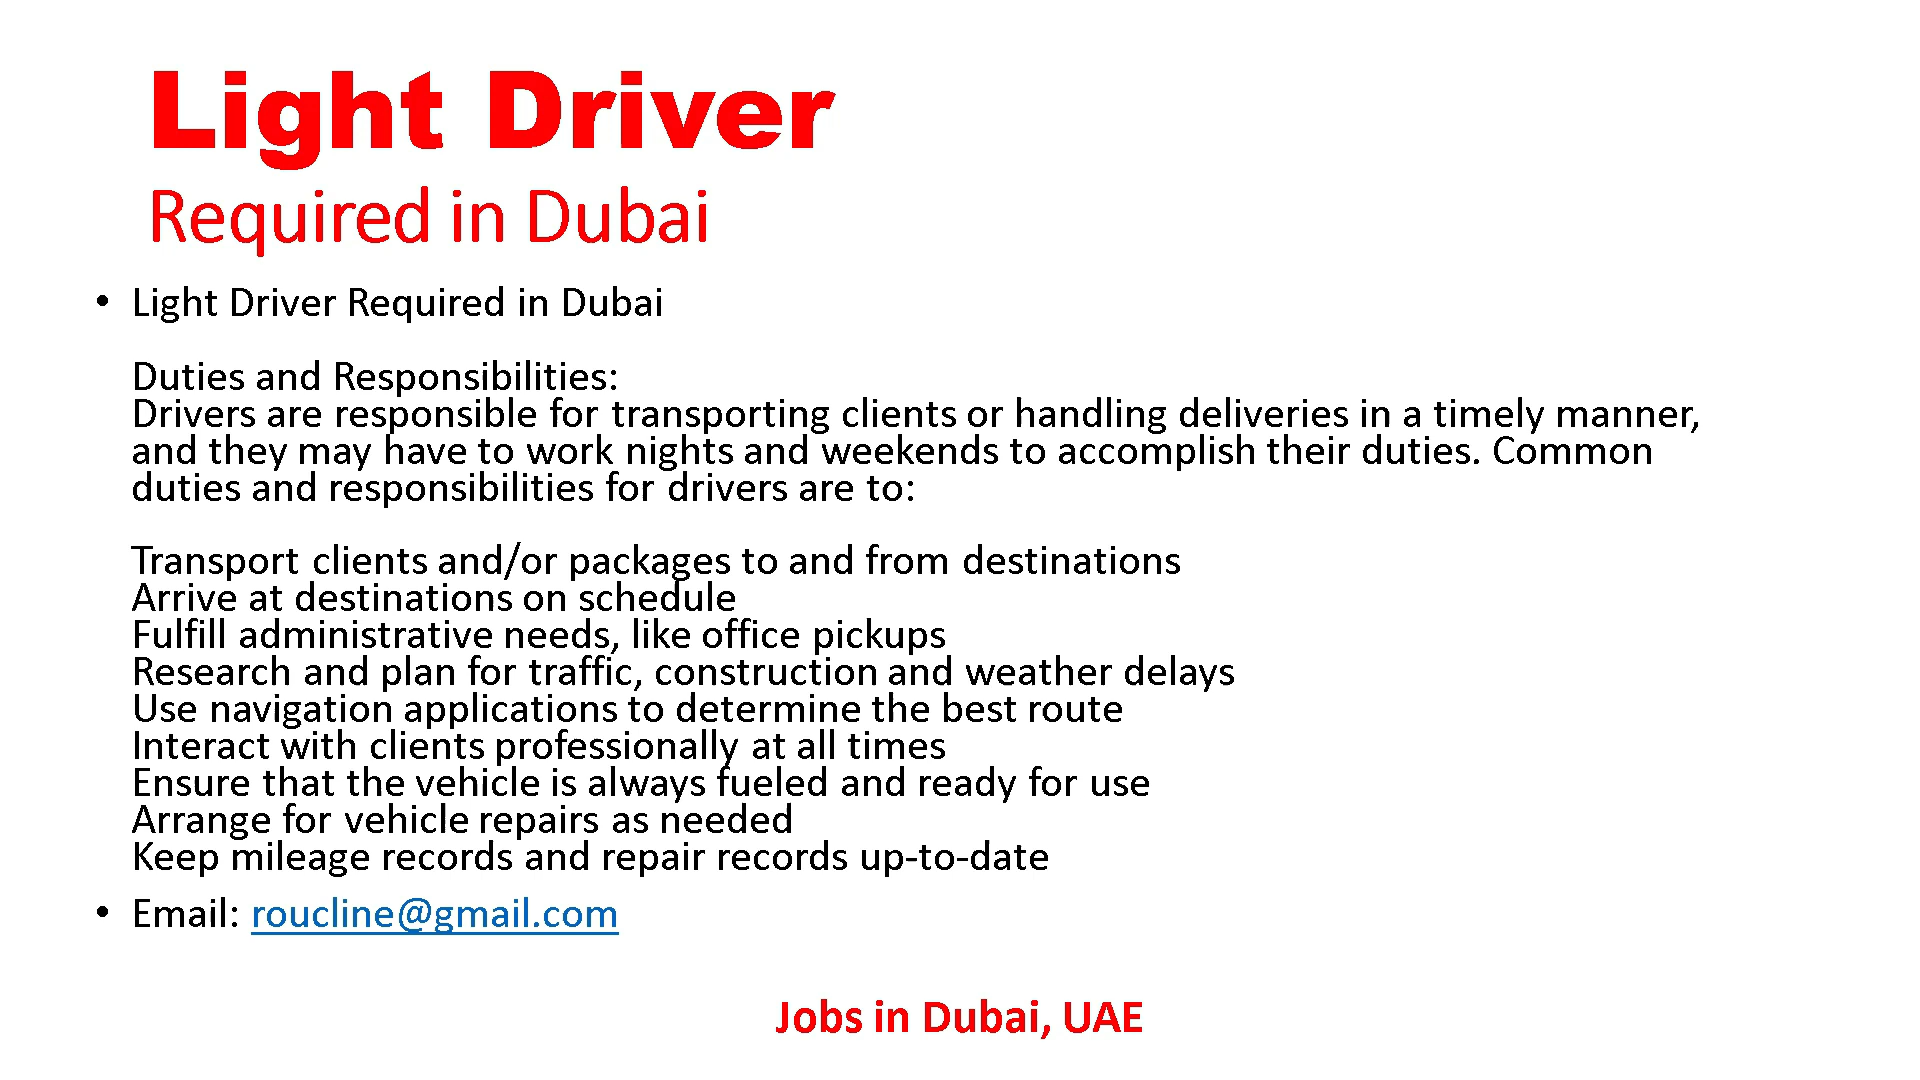 Light Driver
Required in Dubai
• Light Driver Required in Dubai
Duties and Responsibilities:
Drivers are responsible for transporting clients or handling deliveries in a timely manner,
and they may have to work nights and weekends to accomplish their duties. Common
duties and responsibilities for drivers are to:
Transport clients and/or packages to and from destinations
Arrive at destinations on schedule
Fulfill administrative needs, like office pickups
Research and plan for traffic, construction and weather delays
Use navigation applications to determine the best route
Interact with clients professionally at all times
Ensure that the vehicle is always fueled and ready for use
Arrange for vehicle repairs as needed
Keep mileage records and repair records up-to-date
• Email: roucline@gmail.com
Jobs in Dubai, UAE